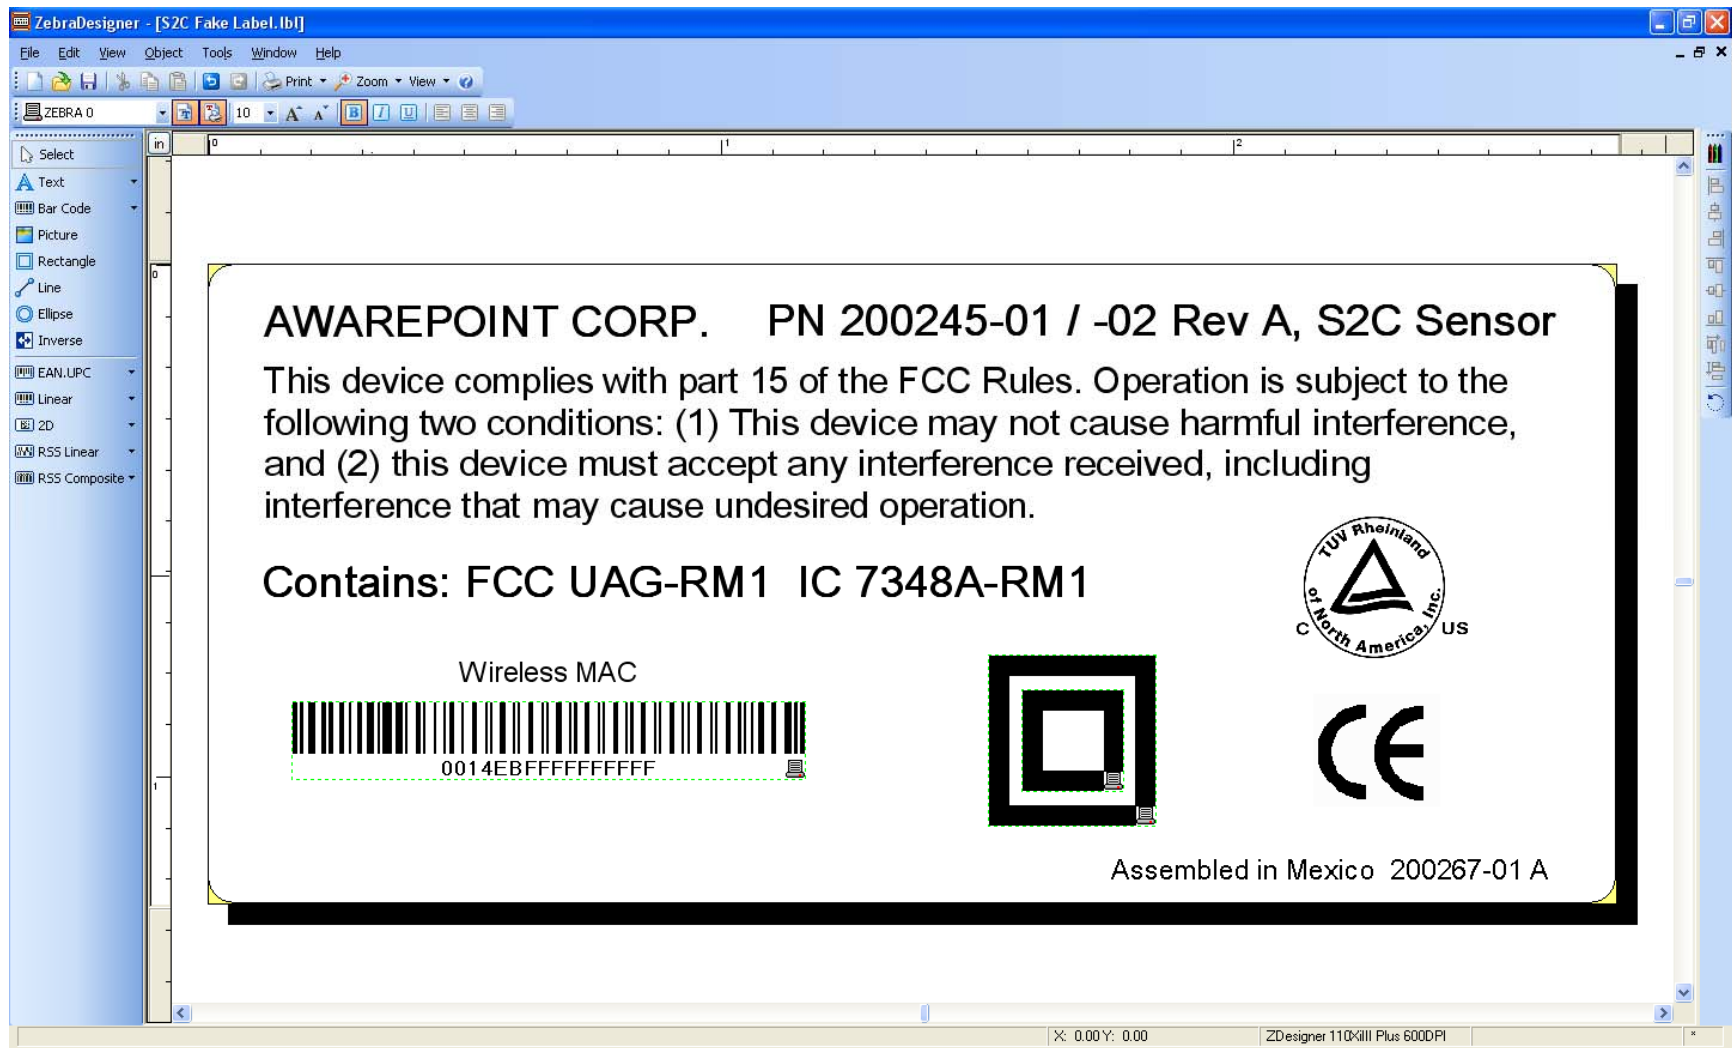 ZebraDesigner - [S2C Fake Label.lbl]
File Edit View Object Tools Window Help
Print Zoom View
ZEBRA 0 10 B I U
in 0 1 2
Select
Text
Bar Code
Picture
Rectangle
Line
Ellipse
Inverse
EAN.UPC
Linear
2D
RSS Linear
RSS Composite
0
1
AWAREPOINT CORP. PN 200245-01 / -02 Rev A, S2C Sensor
This device complies with part 15 of the FCC Rules. Operation is subject to the
following two conditions: (1) This device may not cause harmful interference,
and (2) this device must accept any interference received, including
interference that may cause undesired operation.
Contains: FCC UAG-RM1 IC 7348A-RM1
TUV Rheinland
of North America, Inc.
C US
Wireless MAC
0014EBFFFFFFFFFF
CE
Assembled in Mexico 200267-01 A
X: 0.00 Y: 0.00 ZDesigner 110XiIII Plus 600DPI *